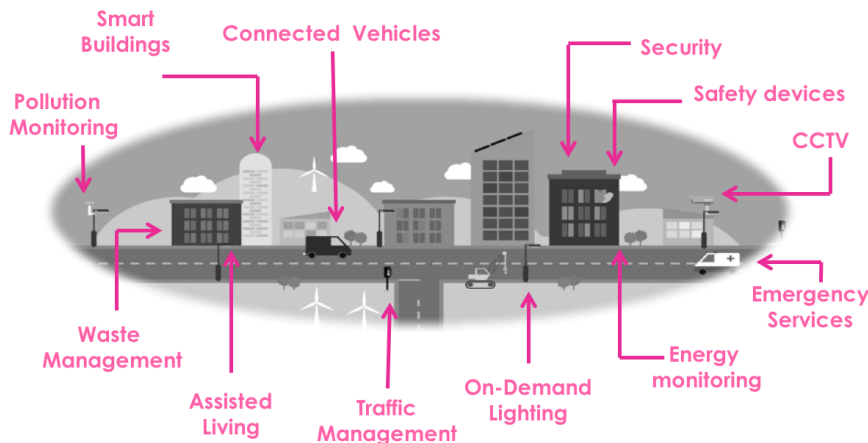 Smart
Buildings
Connected Vehicles
Security
Safety devices
Pollution
Monitoring
CCTV
Waste
Management
Assisted
Living
Traffic
Management
On-Demand
Lighting
Energy
monitoring
Emergency
Services